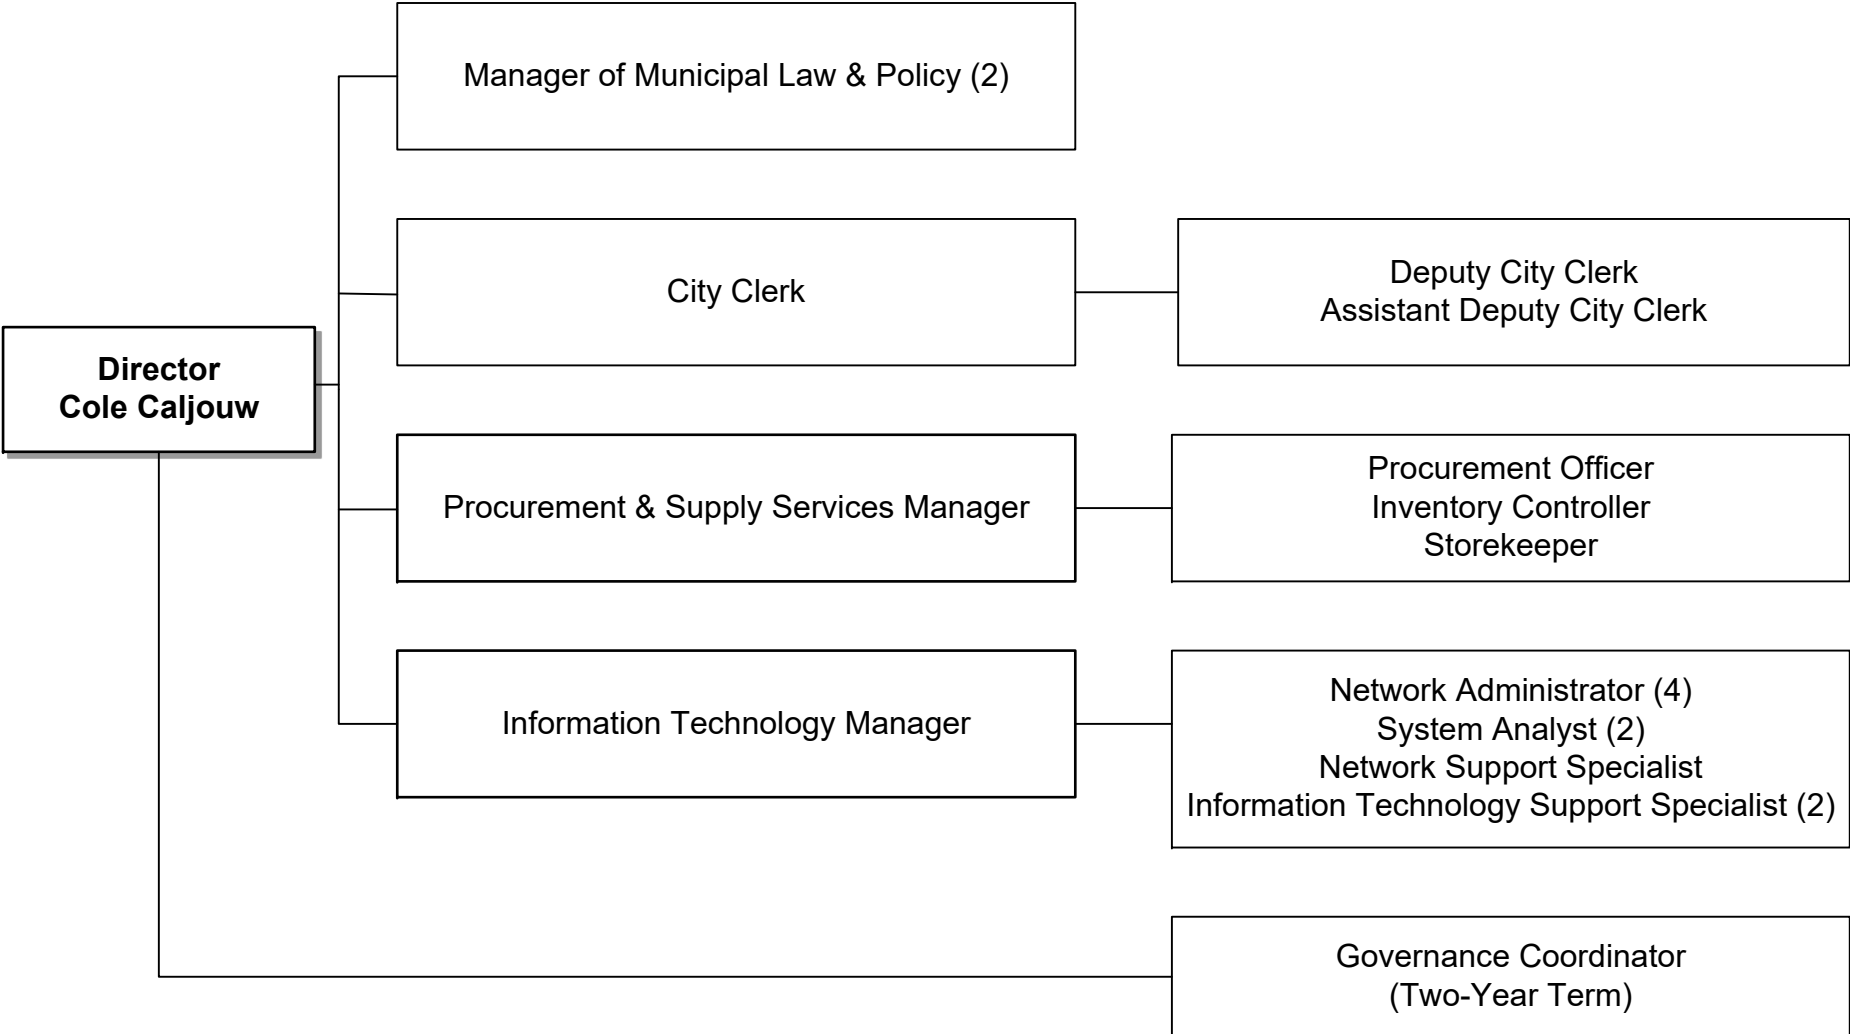 Manager of Municipal Law & Policy (2)
City Clerk
Deputy City Clerk
Assistant Deputy City Clerk
Director
Cole Caljouw
Procurement & Supply Services Manager
Procurement Officer
Inventory Controller
Storekeeper
Information Technology Manager
Network Administrator (4)
System Analyst (2)
Network Support Specialist
Information Technology Support Specialist (2)
Governance Coordinator
(Two-Year Term)